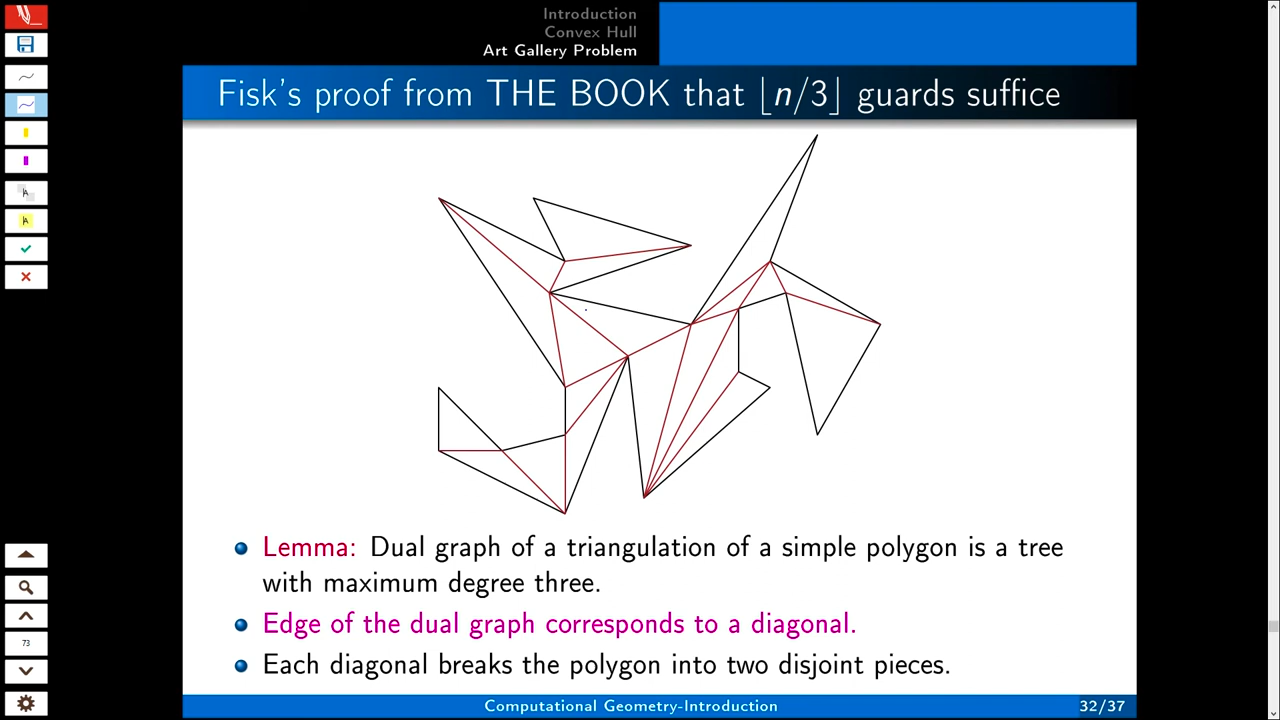 Introduction
Convex Hull
Art Gallery Problem
Fisk's proof from THE BOOK that ⌊n/3⌋ guards suffice
Lemma: Dual graph of a triangulation of a simple polygon is a tree
with maximum degree three.
Edge of the dual graph corresponds to a diagonal.
Each diagonal breaks the polygon into two disjoint pieces.
73
Computational Geometry-Introduction
32/37